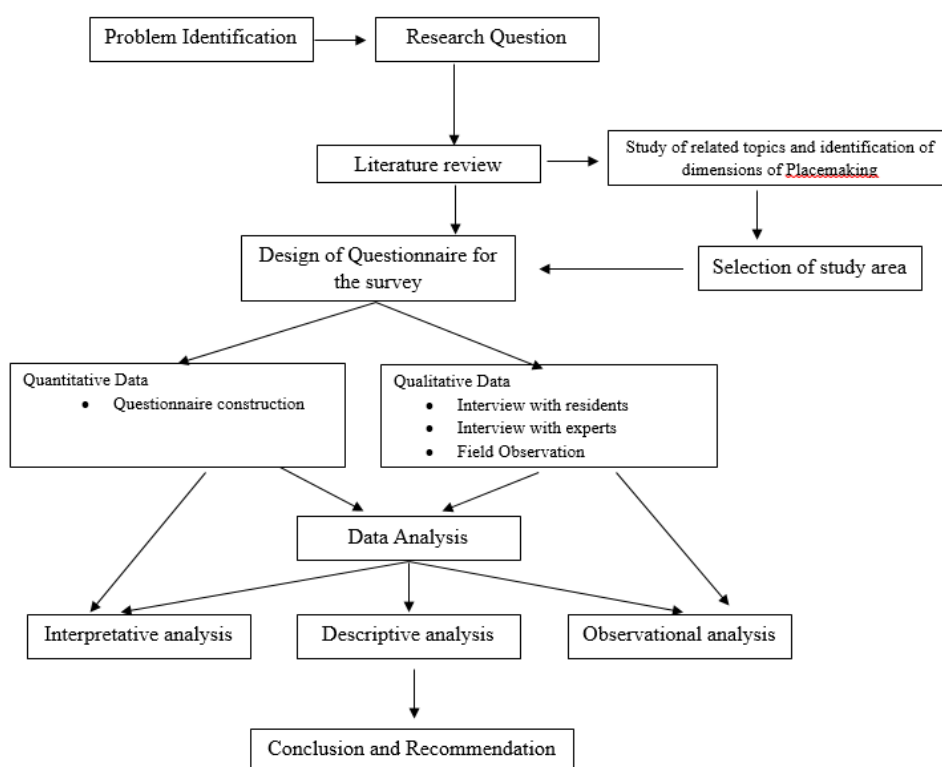 Problem Identification
Research Question
Literature review
Study of related topics and identification of
dimensions of Placemaking
Design of Questionnaire for
the survey
Selection of study area
Quantitative Data
• Questionnaire construction
Qualitative Data
• Interview with residents
• Interview with experts
• Field Observation
Data Analysis
Interpretative analysis
Descriptive analysis
Observational analysis
Conclusion and Recommendation